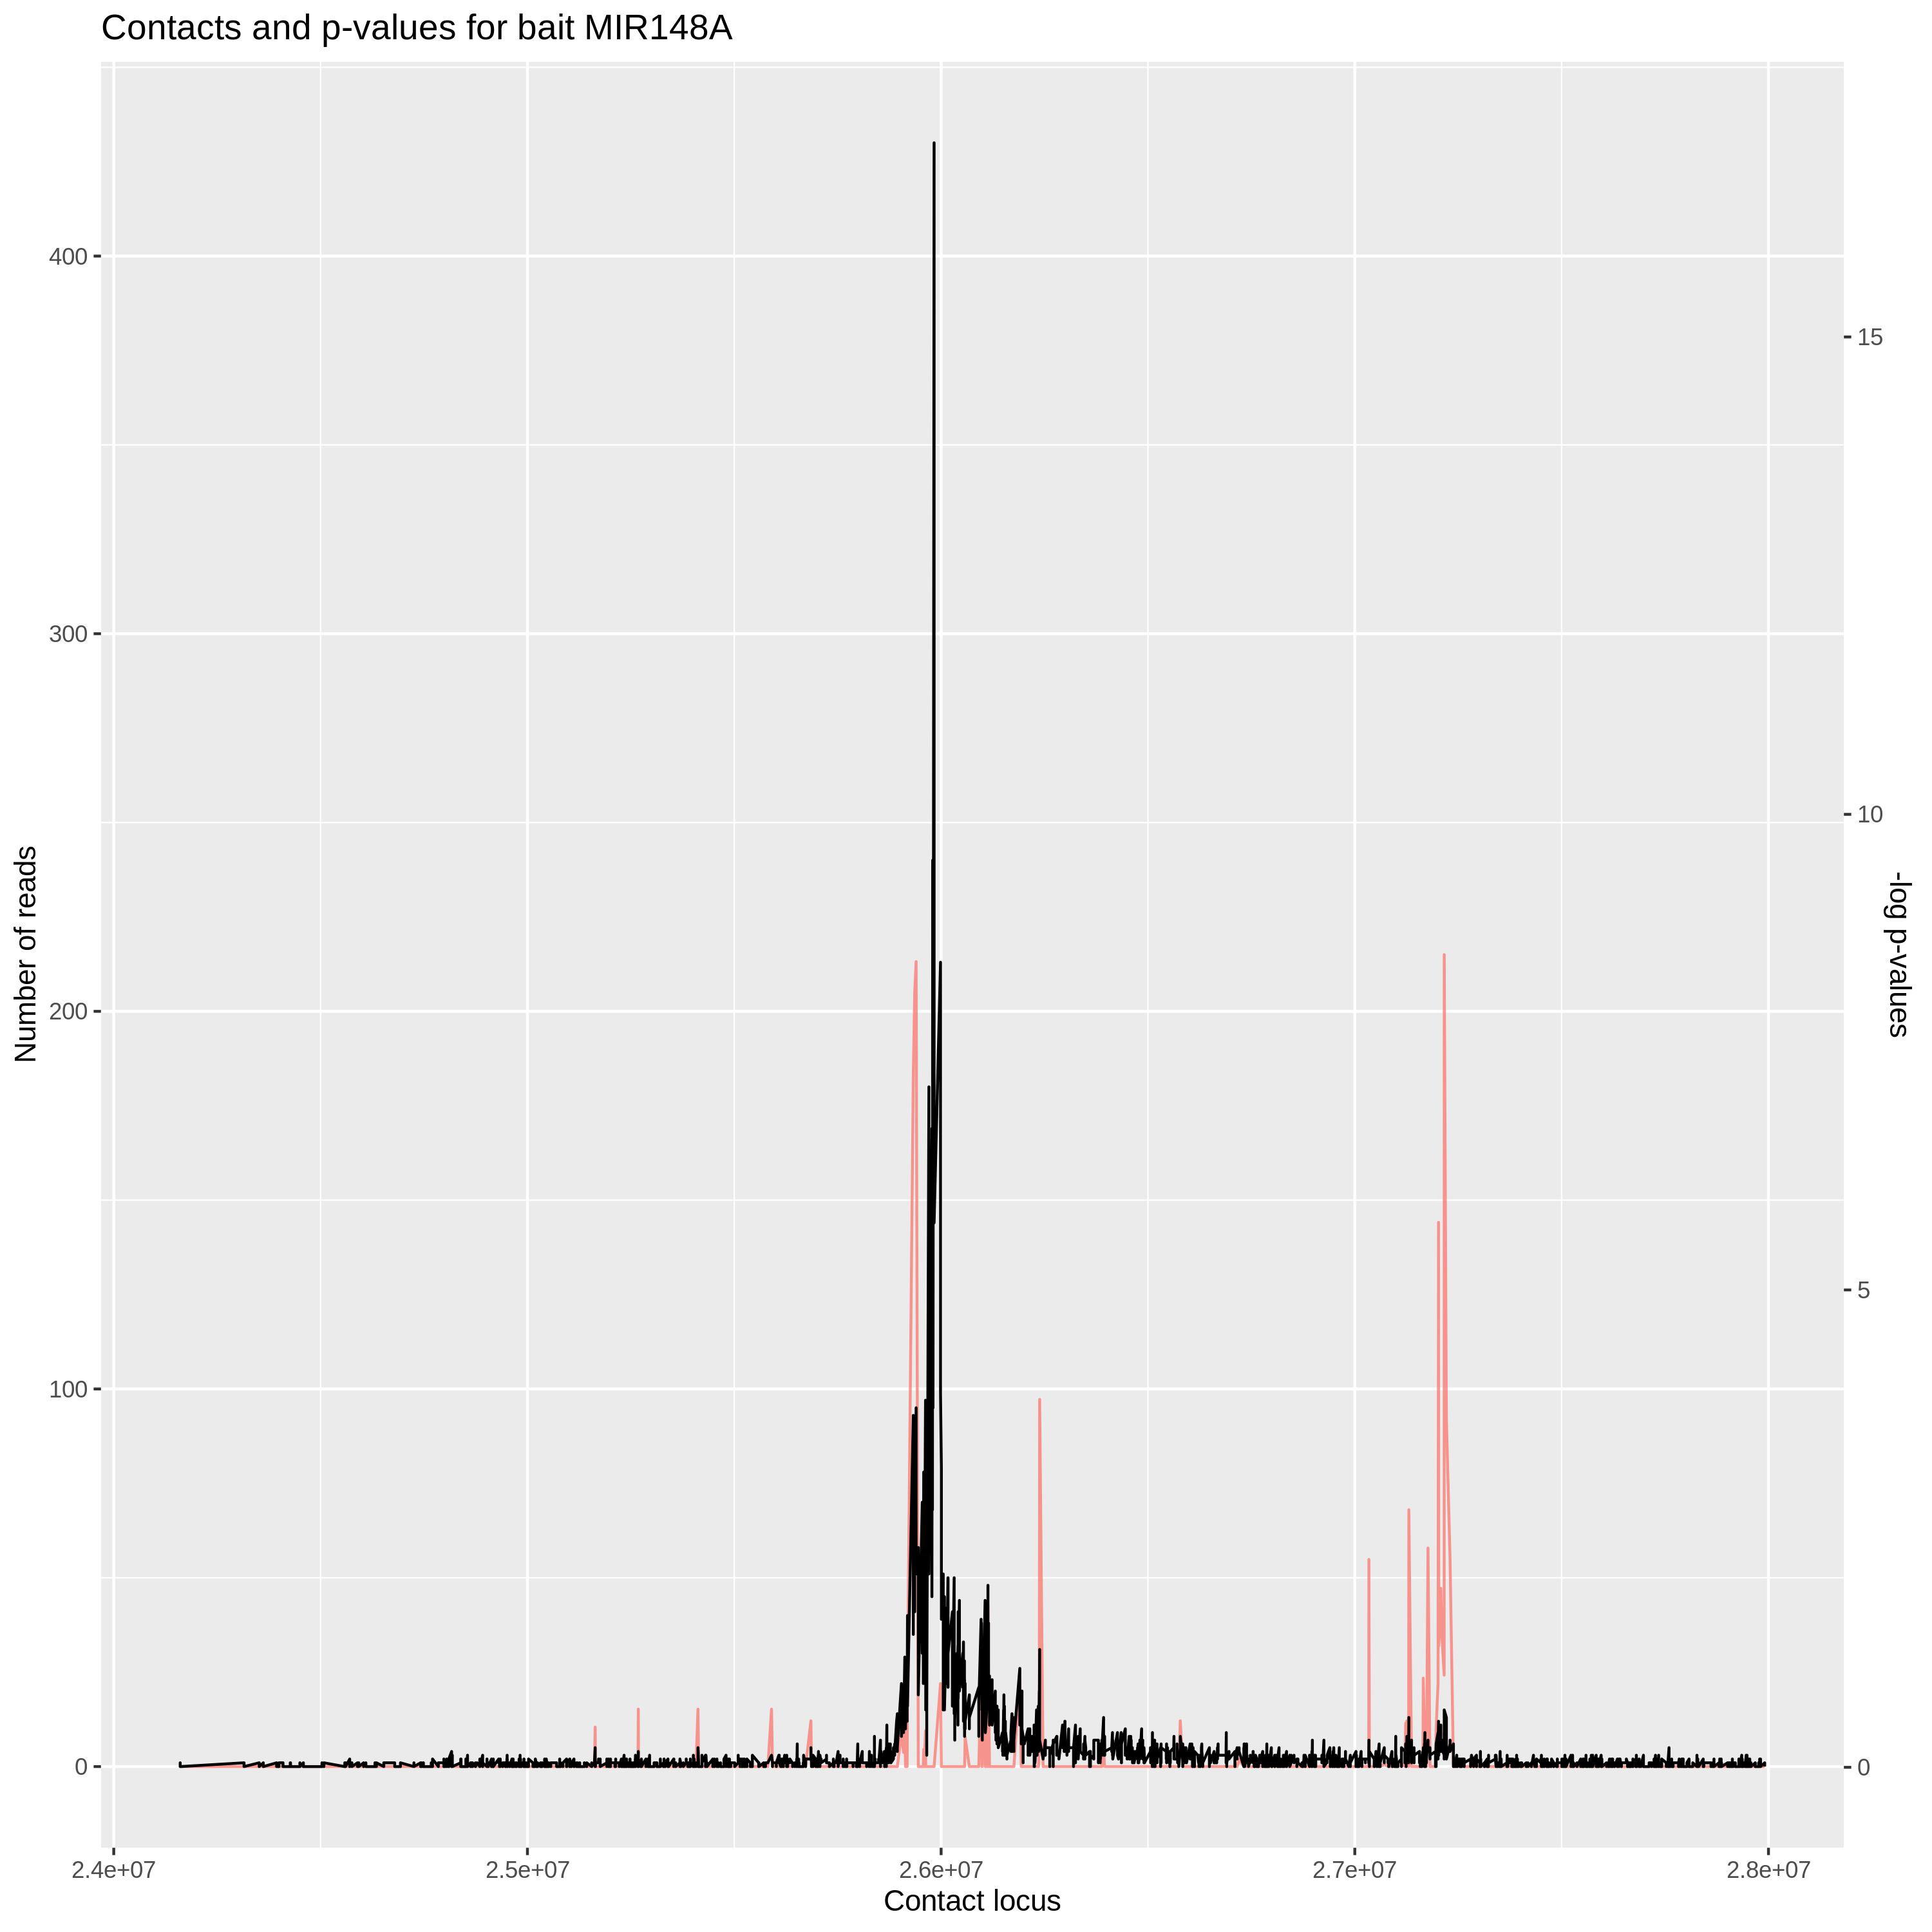 Contacts and p-values for bait MIR148A
400
300
200
100
0
Number of reads
15
10
5
0
-log p-values
2.4e+07 2.5e+07 2.6e+07 2.7e+07 2.8e+07
Contact locus